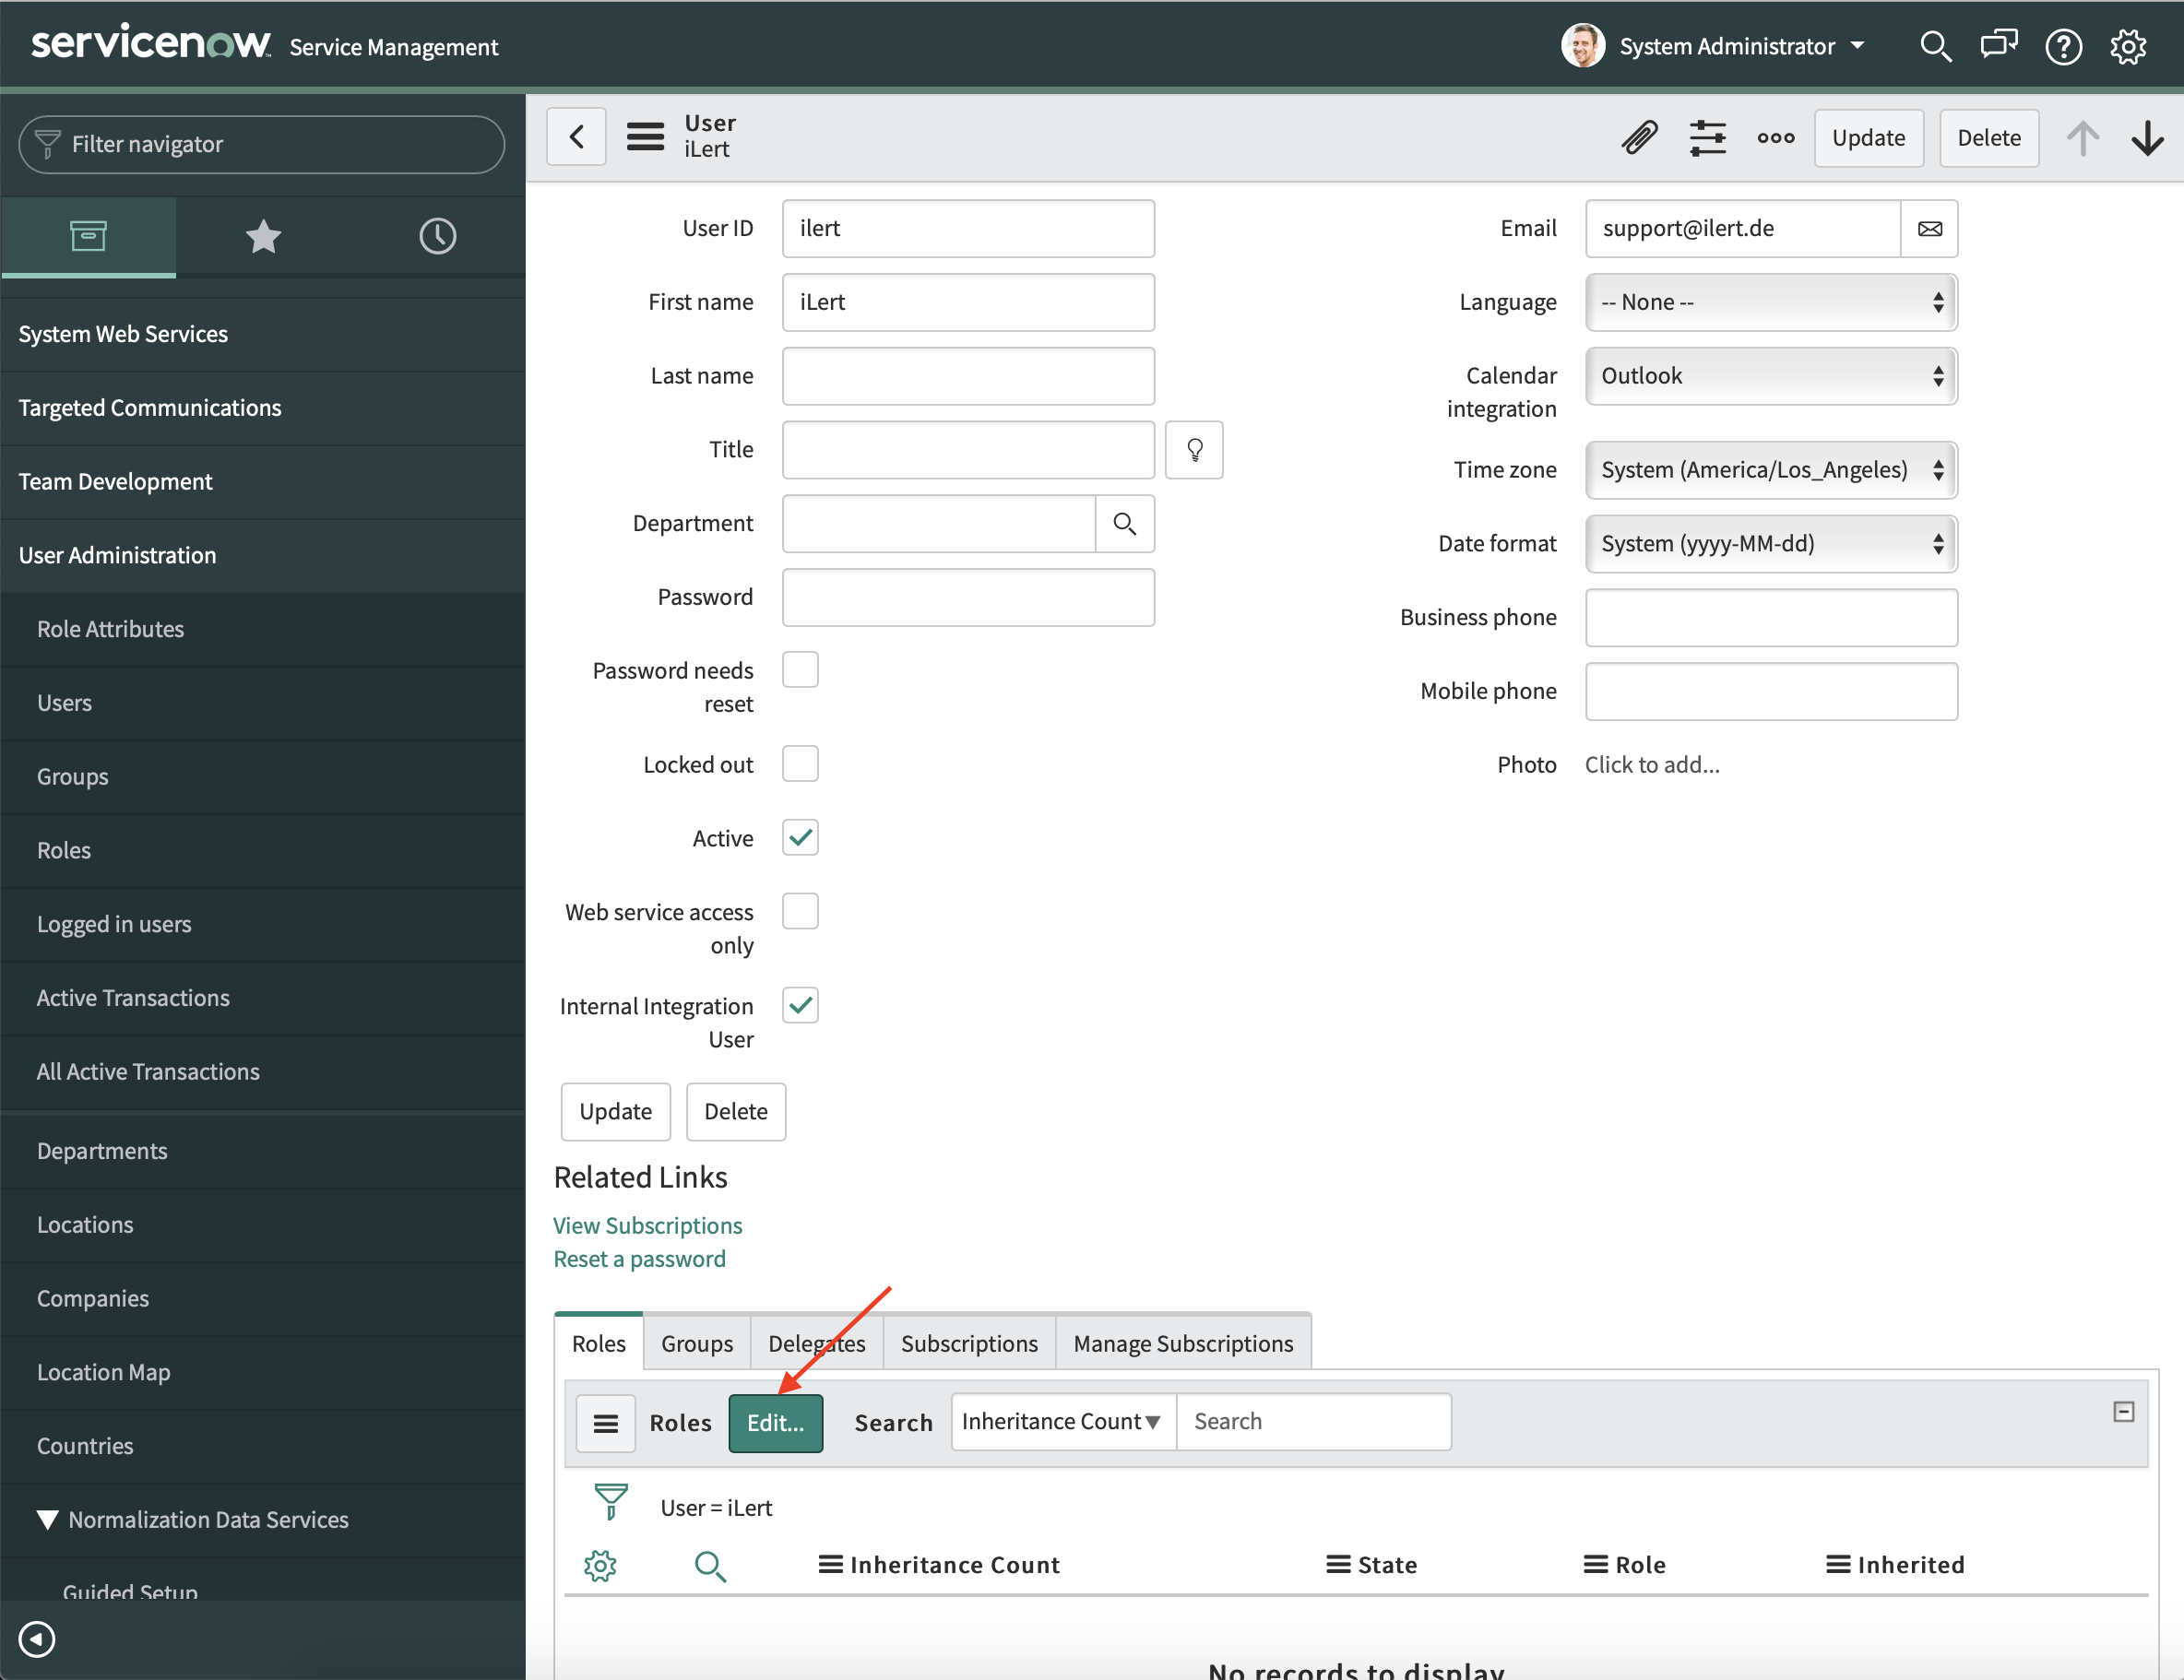 servicenow Service Management
System Administrator
Filter navigator
System Web Services
Targeted Communications
Team Development
User Administration
Role Attributes
Users
Groups
Roles
Logged in users
Active Transactions
All Active Transactions
Departments
Locations
Companies
Location Map
Countries
Normalization Data Services
Guided Setup
User
iLert
Update
Delete
User ID ilert
First name iLert
Last name
Title
Department
Password
Password needs
reset
Locked out
Active
Web service access
only
Internal Integration
User
Email support@ilert.de
Language -- None --
Calendar Outlook
integration
Time zone System (America/Los_Angeles)
Date format System (yyyy-MM-dd)
Business phone
Mobile phone
Photo Click to add...
Update Delete
Related Links
View Subscriptions
Reset a password
Roles Groups Delegates Subscriptions Manage Subscriptions
Roles Edit... Search Inheritance Count Search
User = iLert
Inheritance Count State Role Inherited
No records to display